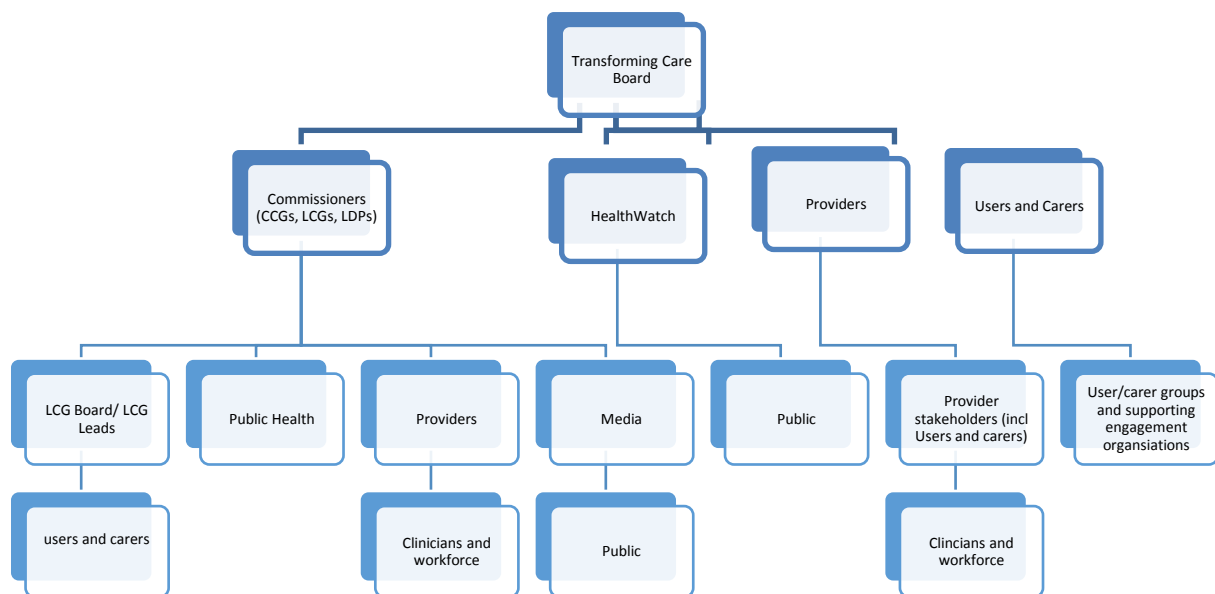 Transforming Care
Board
Commissioners
(CCGs, LCGs, LDPs)
HealthWatch
Providers
Users and Carers
LCG Board/ LCG
Leads
Public Health
Providers
Media
Public
Provider
stakeholders (incl
Users and carers)
User/carer groups
and supporting
engagement
organsiations
users and carers
Clinicians and
workforce
Public
Clincians and
workforce